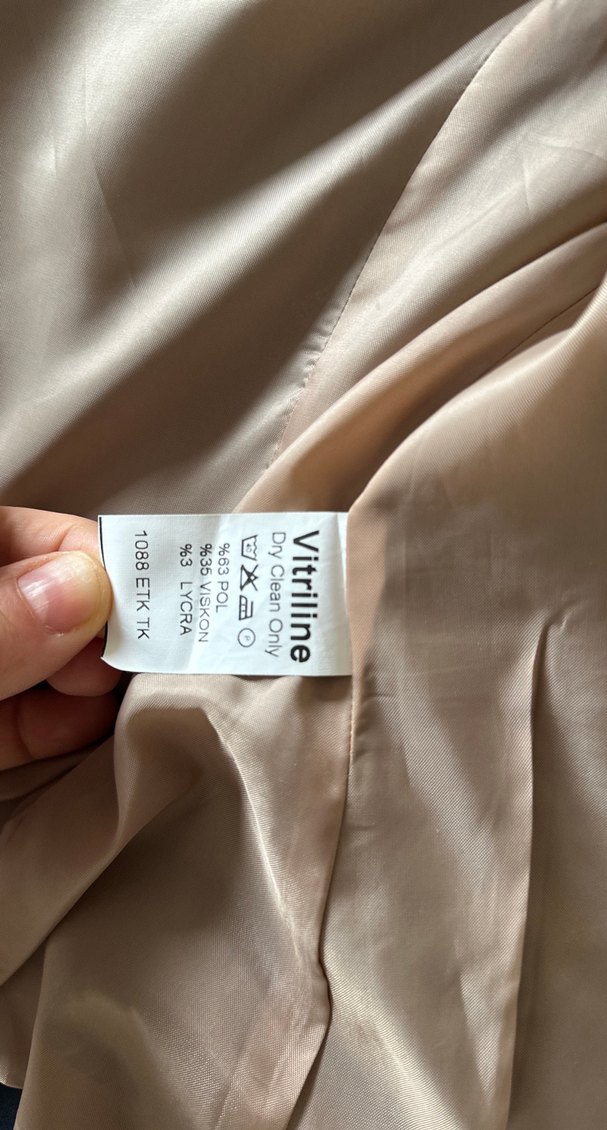 Vitriline
Dry Clean Only
%63 POL
%35 VISKON
%3 LYCRA
1088 ETK TK